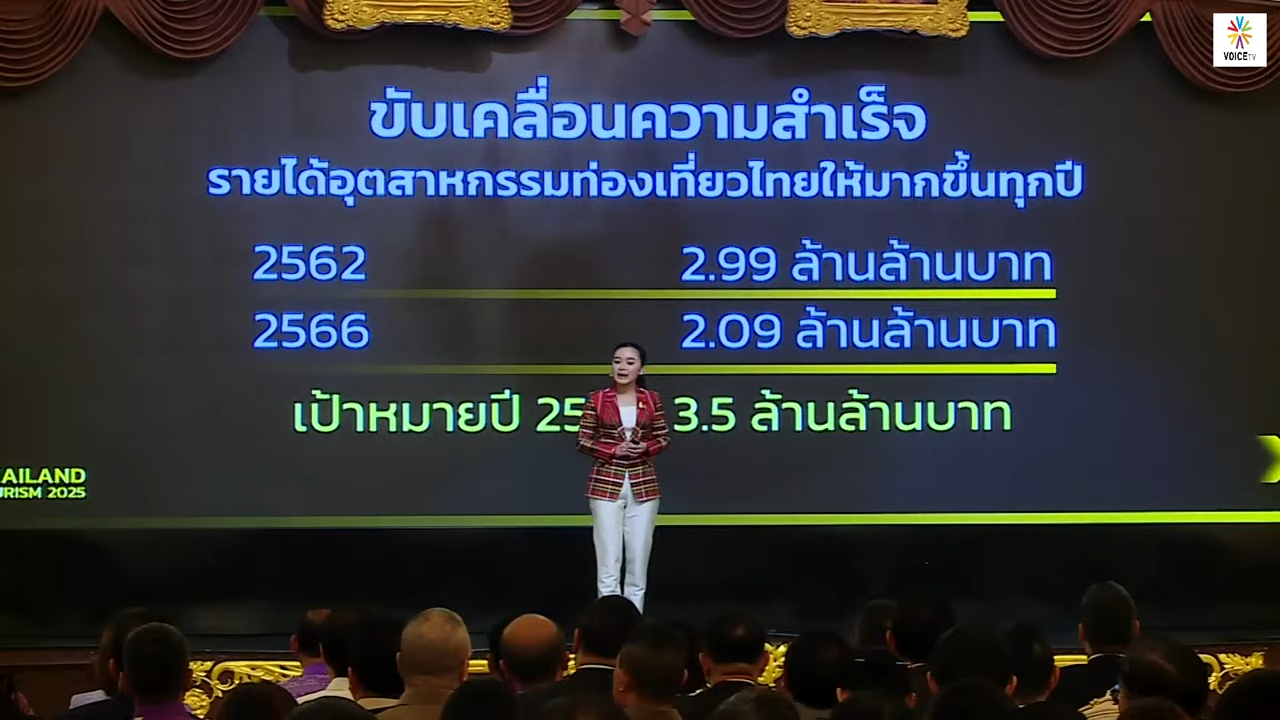 VOICE TV
ขับเคลื่อนความสำเร็จ
รายได้อุตสาหกรรมท่องเที่ยวไทยให้มากขึ้นทุกปี
2562 2.99 ล้านล้านบาท
2566 2.09 ล้านล้านบาท
เป้าหมายปี 25 3.5 ล้านล้านบาท
AILAND
RISM 2025